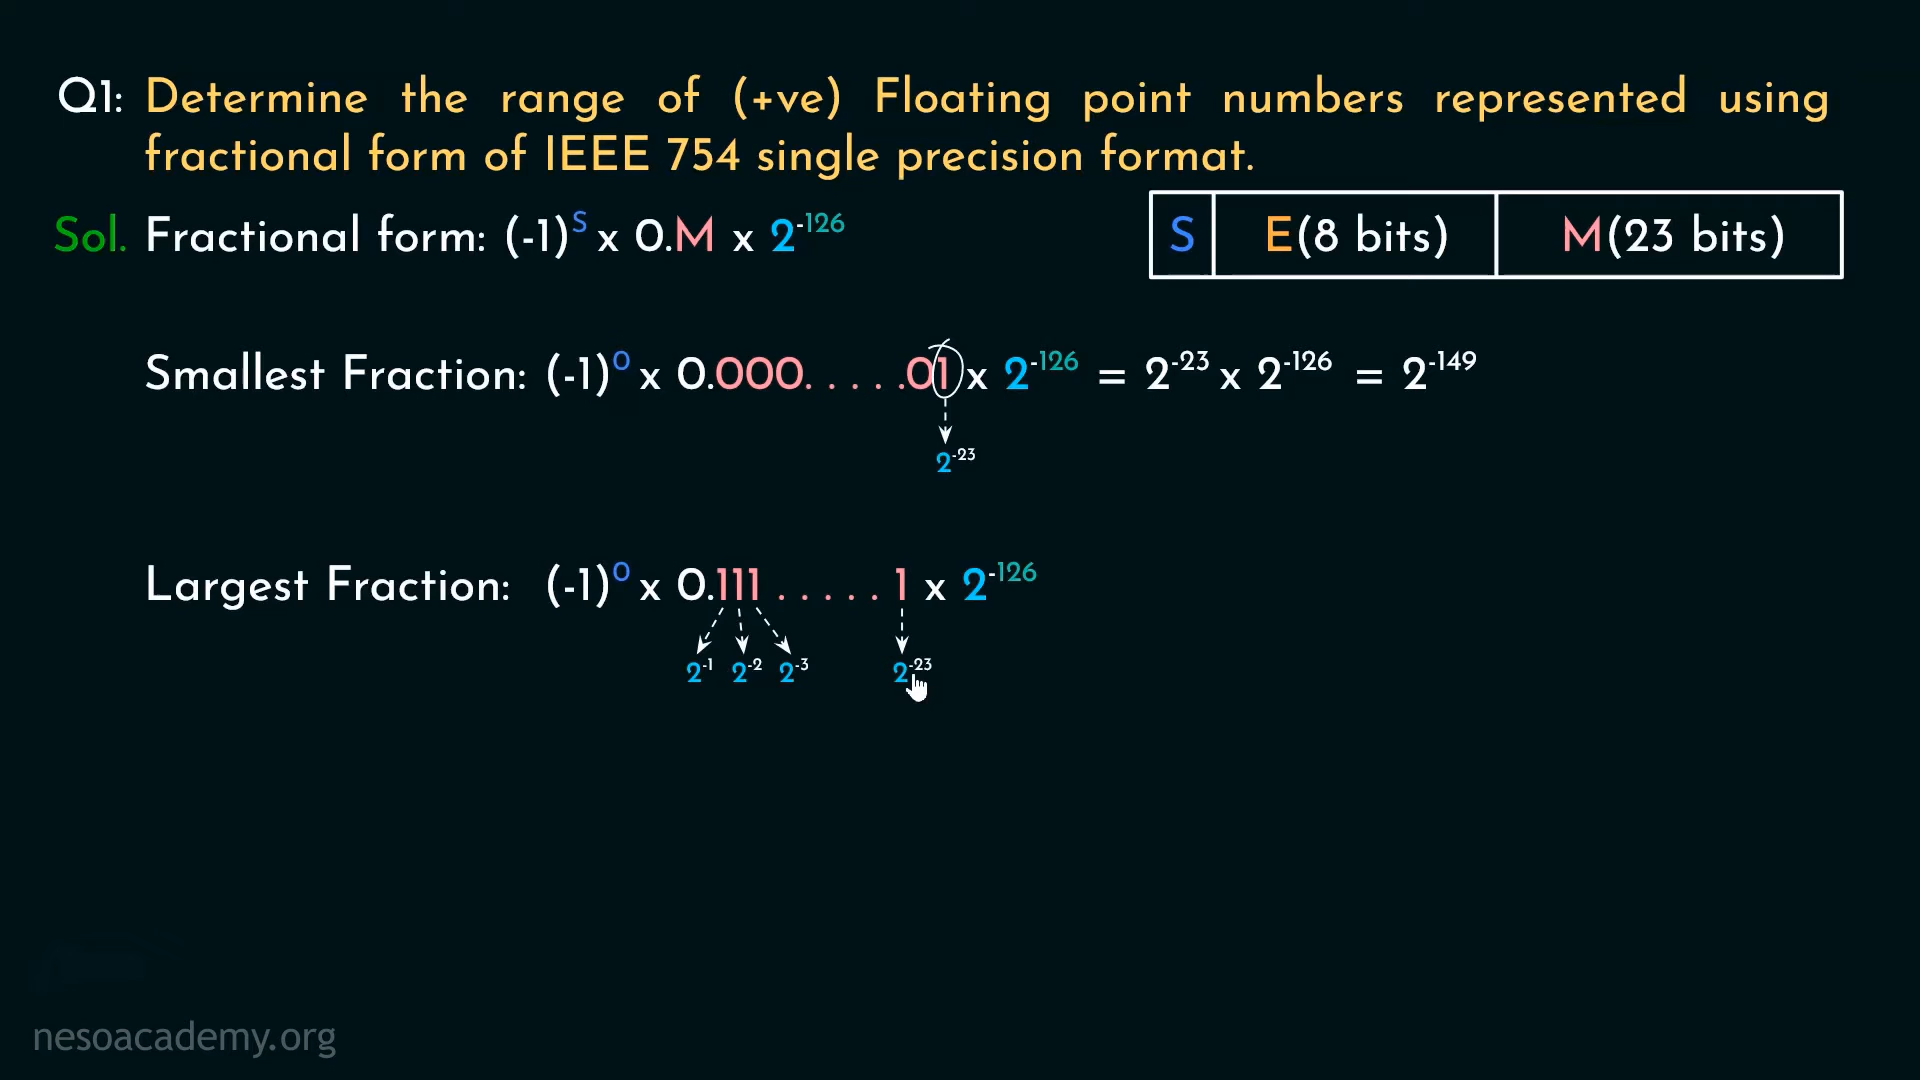 Q1: Determine the range of (+ve) Floating point numbers represented using
fractional form of IEEE 754 single precision format.
Sol. Fractional form: (-1)^S x 0.M x 2^-126
S E(8 bits) M(23 bits)
Smallest Fraction: (-1)^0 x 0.000. . . . .01 x 2^-126 = 2^-23 x 2^-126 = 2^-149
2^-23
Largest Fraction: (-1)^0 x 0.111 . . . . . 1 x 2^-126
2^-1 2^-2 2^-3 2^-23
nesoacademy.org